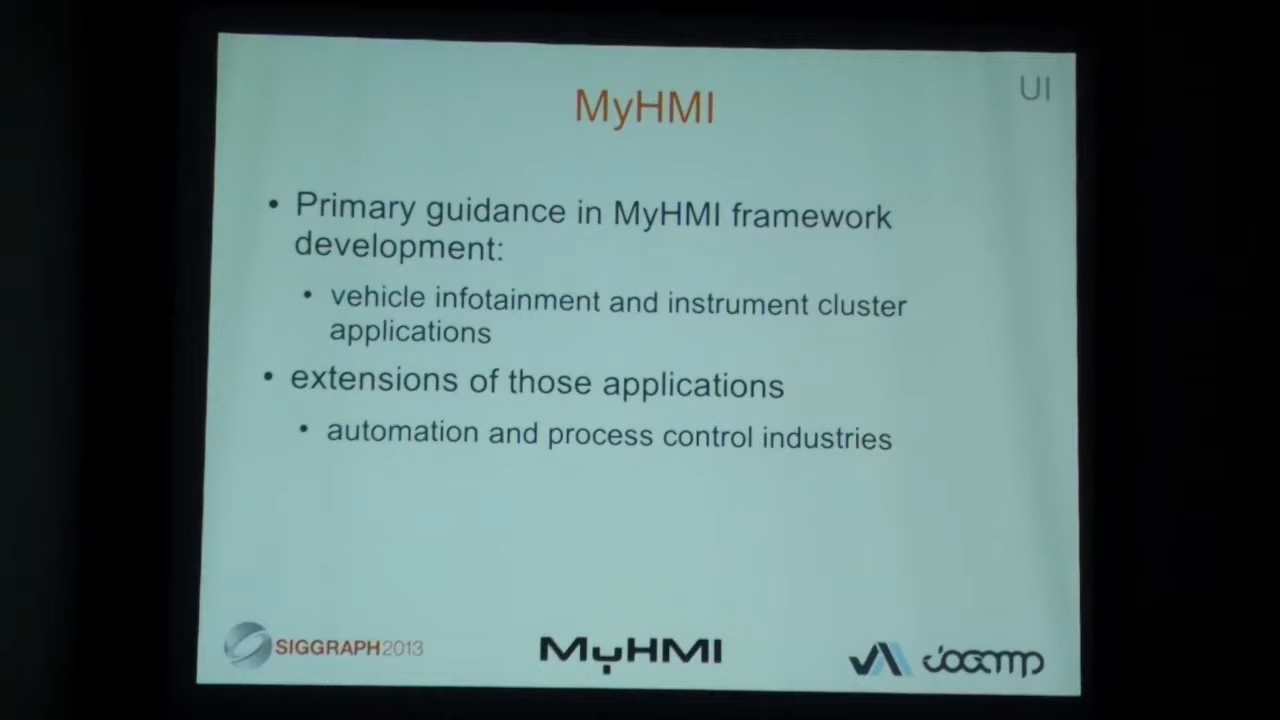 UI
MyHMI
• Primary guidance in MyHMI framework
development:
• vehicle infotainment and instrument cluster
applications
• extensions of those applications
• automation and process control industries
SIGGRAPH2013
MyHMI
JogAmp